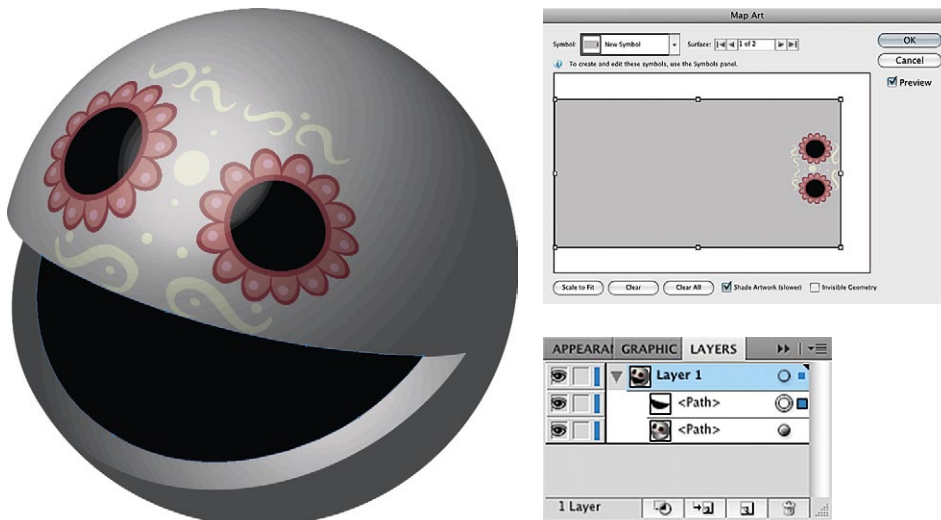 Map Art
Symbol: New Symbol Surface: 1 of 2
OK
To create and edit these symbols, use the Symbols panel.
Cancel
Preview
Scale to Fit Clear Clear All Shade Artwork (slower) Invisible Geometry
APPEARAI GRAPHIC LAYERS
Layer 1
<Path>
<Path>
1 Layer